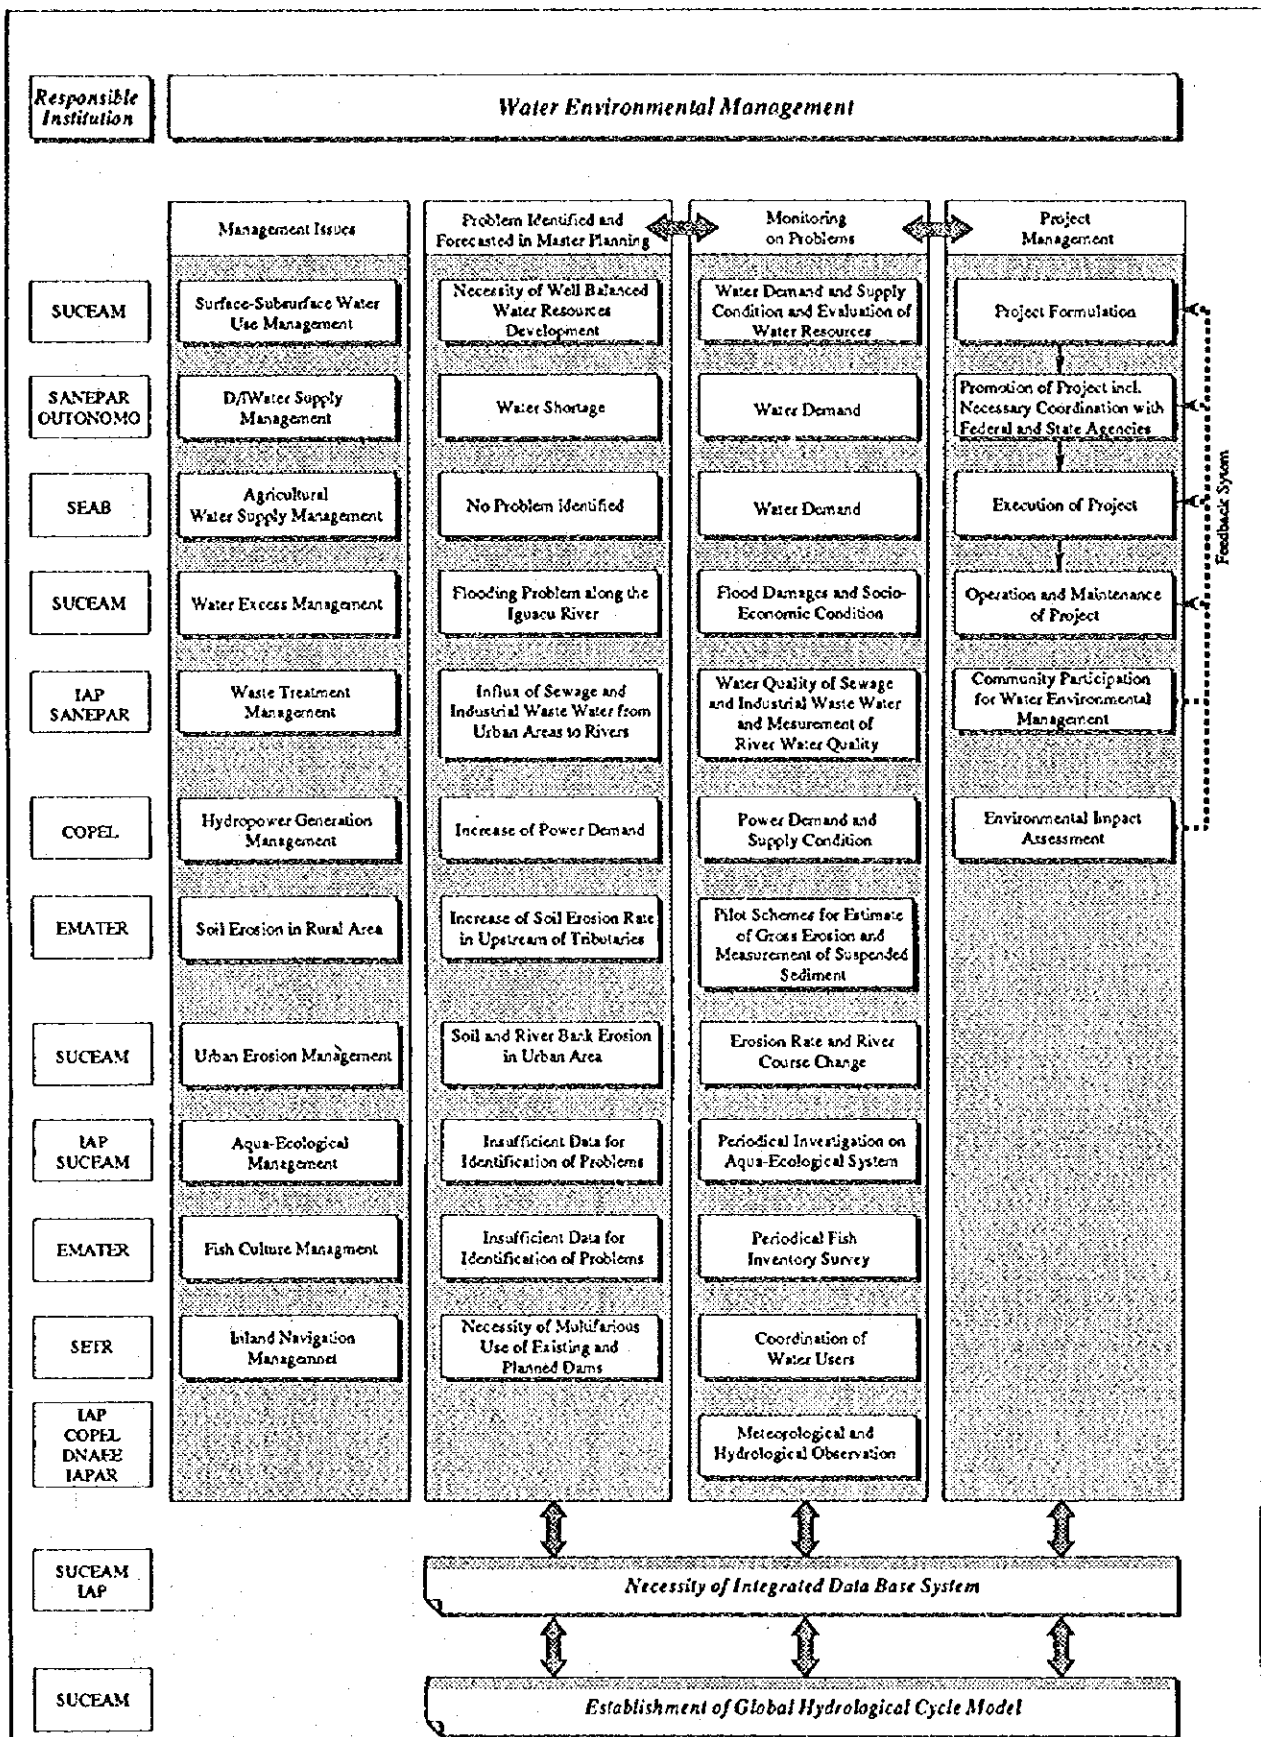 Responsible
Institution
Water Environmental Management
Management Issues
Problem Identified and
Forecasted in Master Planning
Monitoring
on Problems
Project
Management
SUCEAM
Surface-Subsurface Water
Use Management
Necessity of Well Balanced
Water Resources
Development
Water Demand and Supply
Condition and Evaluation of
Water Resources
Project Formulation
SANEPAR
OUTONOMO
D/IWater Supply
Management
Water Shortage
Water Demand
Promotion of Project incl.
Necessary Coordination with
Federal and State Agencies
SEAB
Agricultural
Water Supply Management
No Problem Identified
Water Demand
Execution of Project
Feedback Sytem
SUCEAM
Water Excess Management
Flooding Problem along the
Iguacu River
Flood Damages and Socio-
Economic Condition
Operation and Maintenance
of Project
IAP
SANEPAR
Waste Treatment
Management
Influx of Sewage and
Industrial Waste Water from
Urban Areas to Rivers
Water Quality of Sewage
and Industrial Waste Water
and Mesurement of
River Water Quality
Community Participation
for Water Environmental
Management
COPEL
Hydropower Generation
Management
Increase of Power Demand
Power Demand and
Supply Condition
Environmental Impact
Assessment
EMATER
Soil Erosion in Rural Area
Increase of Soil Erosion Rate
in Upstream of Tributaries
Pilot Schemes for Estimate
of Gross Erosion and
Measurement of Suspended
Sediment
SUCEAM
Urban Erosion Management
Soil and River Bank Erosion
in Urban Area
Erosion Rate and River
Course Change
IAP
SUCEAM
Aqua-Ecological
Management
Insufficient Data for
Identification of Problems
Periodical Investigation on
Aqua-Ecological System
EMATER
Fish Culture Managment
Insufficient Data for
Identification of Problems
Periodical Fish
Inventory Survey
SETR
Inland Navigation
Managemnet
Necessity of Multifarious
Use of Existing and
Planned Dams
Coordination of
Water Users
IAP
COPEL
DNAEE
IAPAR
Meteorological and
Hydrological Observation
SUCEAM
IAP
Necessity of Integrated Data Base System
SUCEAM
Establishment of Global Hydrological Cycle Model